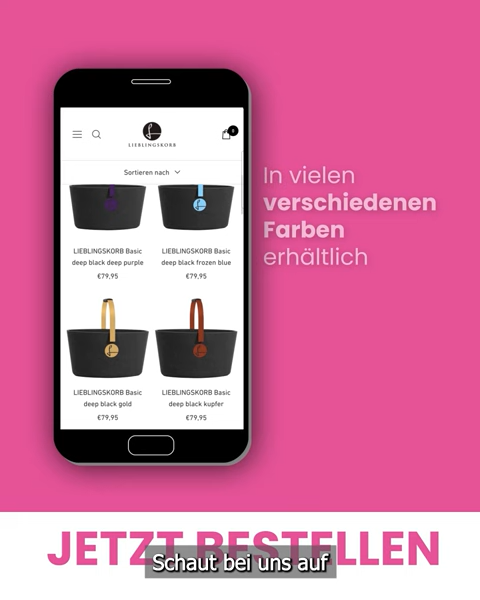 0
LIEBLINGSKORB
Sortieren nach
LIEBLINGSKORB Basic
deep black deep purple
€79,95
LIEBLINGSKORB Basic
deep black frozen blue
€79,95
LIEBLINGSKORB Basic
deep black gold
€79,95
LIEBLINGSKORB Basic
deep black kupfer
€79,95
In vielen
verschiedenen
Farben
erhältlich
JETZT BESTELLEN
Schaut bei uns auf